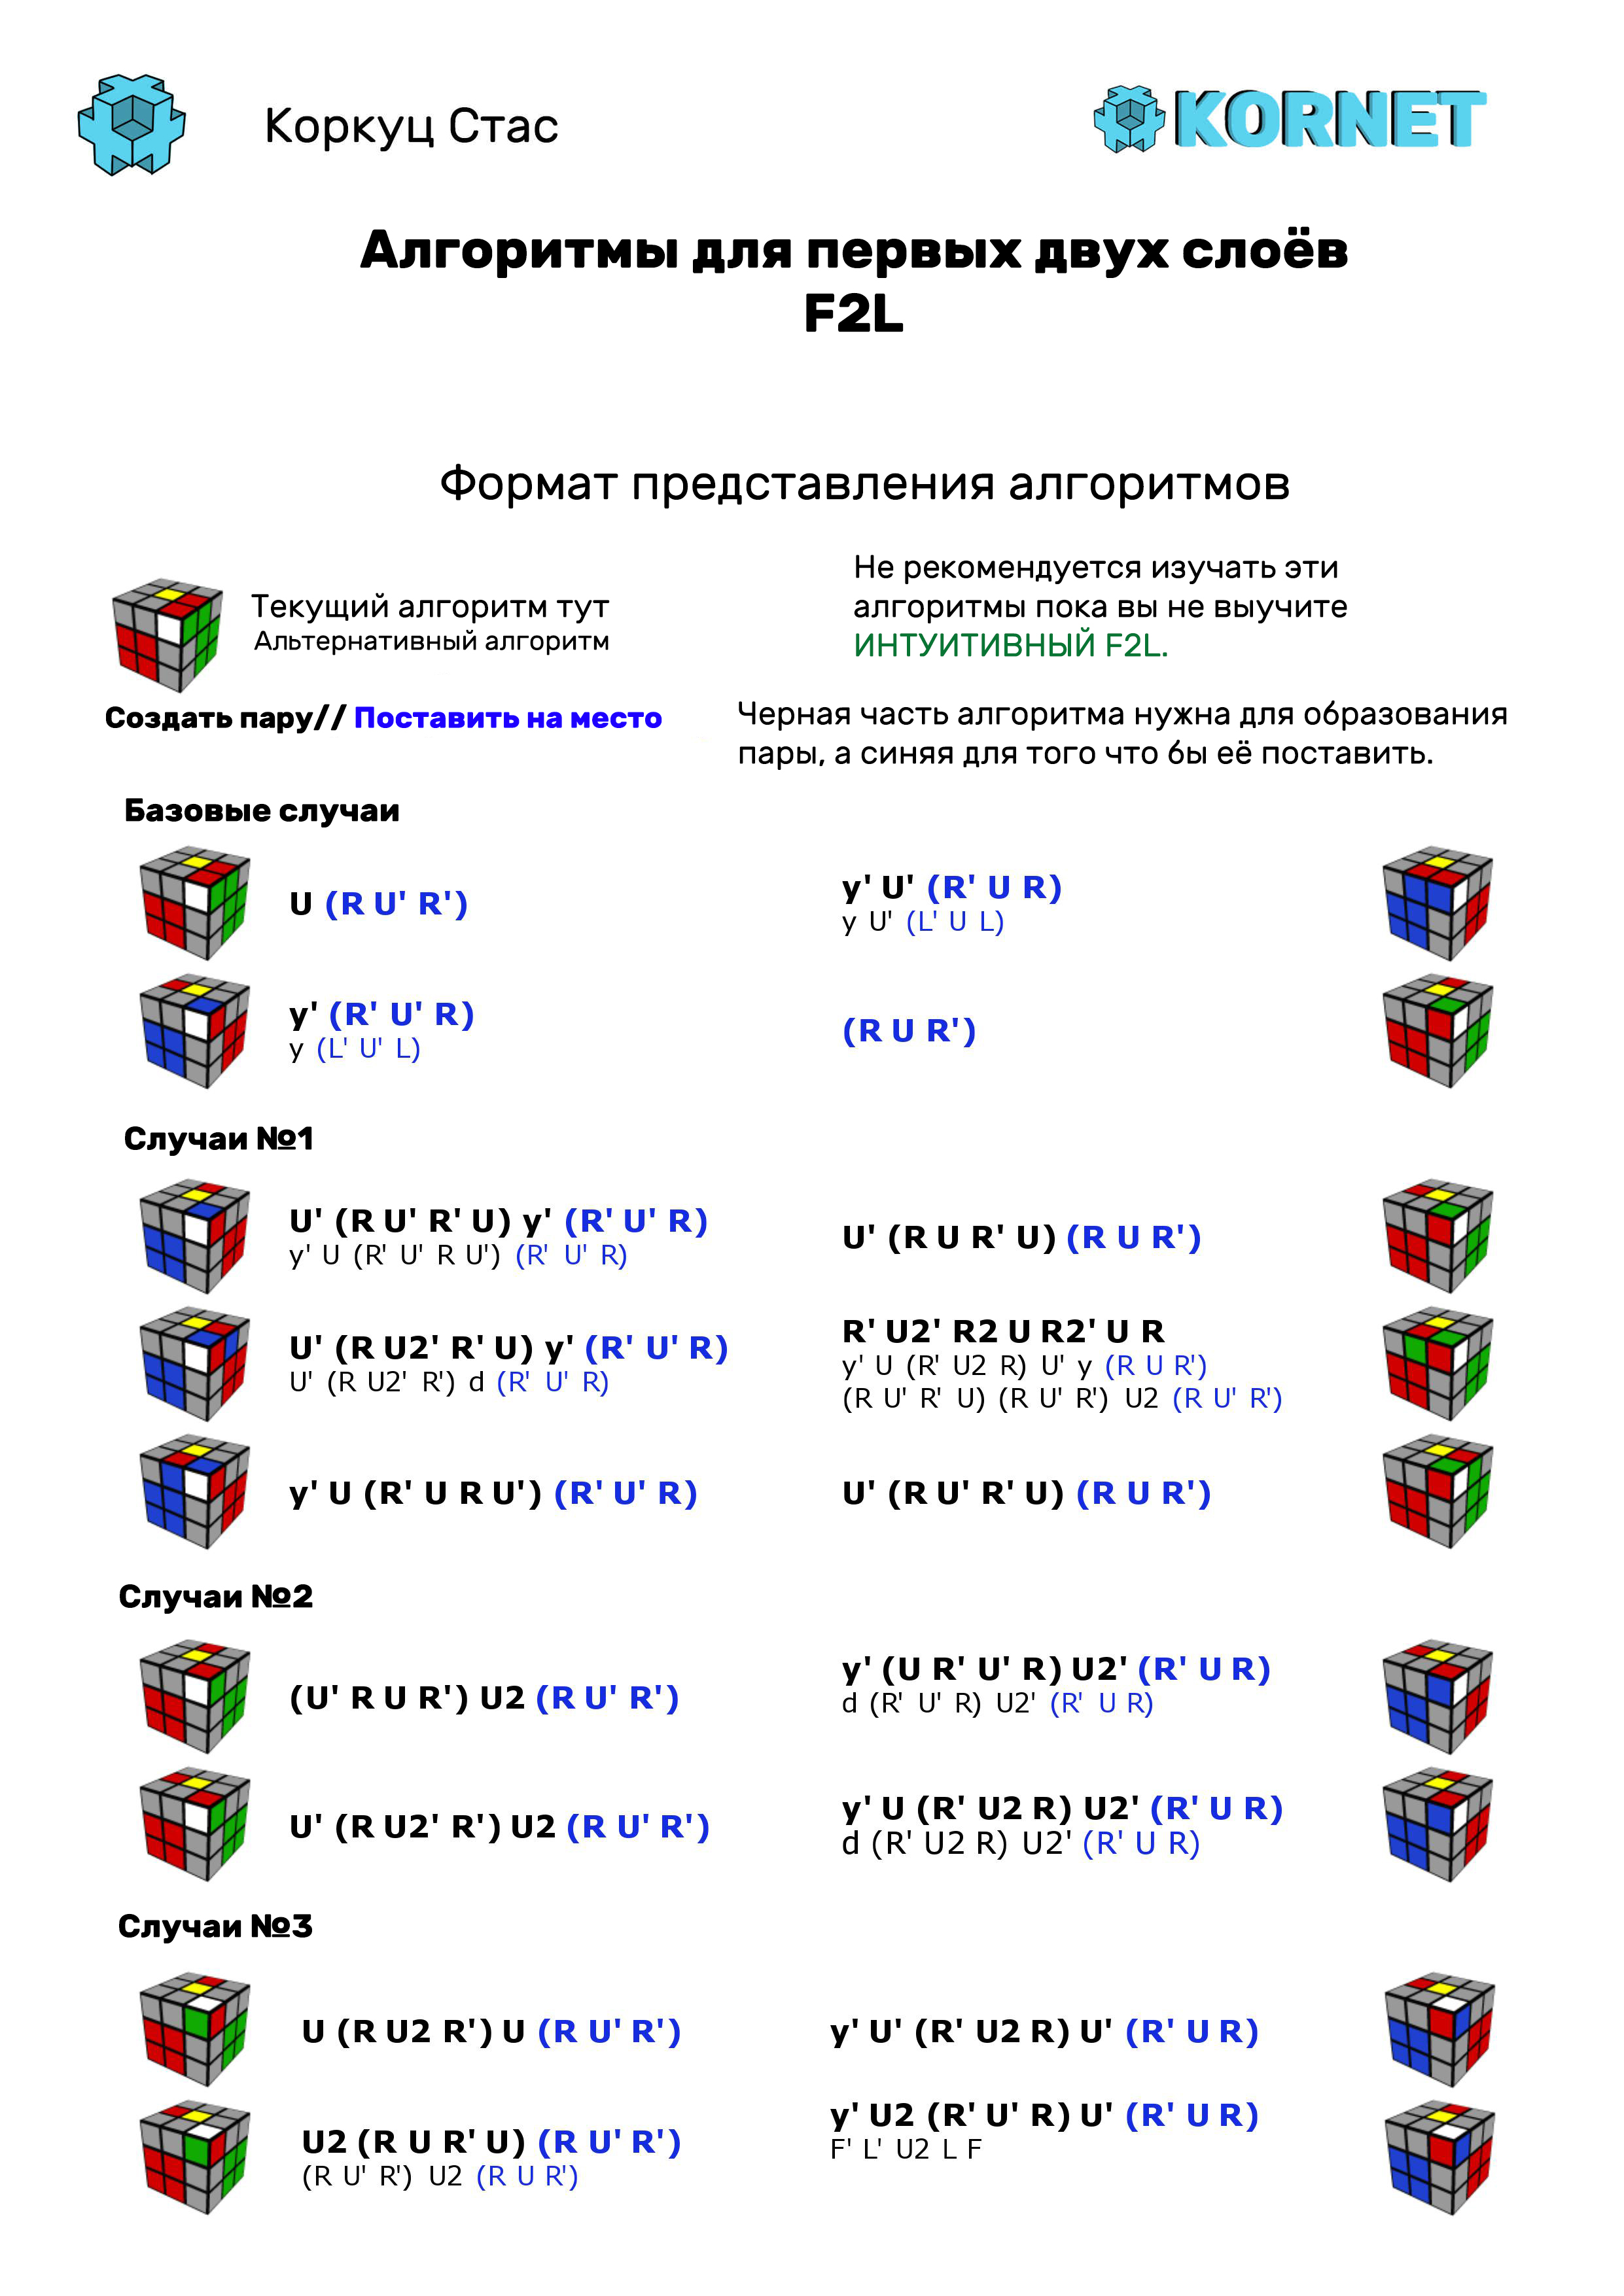 Коркуц Стас
KORNET
Алгоритмы для первых двух слоёв
F2L
Формат представления алгоритмов
Текущий алгоритм тут
Альтернативный алгоритм
Создать пару// Поставить на место
Не рекомендуется изучать эти
алгоритмы пока вы не выучите
ИНТУИТИВНЫЙ F2L.
Черная часть алгоритма нужна для образования
пары, а синяя для того что бы её поставить.
Базовые случаи
U (R U' R')
y' U' (R' U R)
y U' (L' U L)
y' (R' U' R)
y (L' U' L)
(R U R')
Случаи №1
U' (R U' R' U) y' (R' U' R)
y' U (R' U' R U') (R' U' R)
U' (R U R' U) (R U R')
U' (R U2' R' U) y' (R' U' R)
U' (R U2' R') d (R' U' R)
R' U2' R2 U R2' U R
y' U (R' U2 R) U' y (R U R')
(R U' R' U) (R U' R') U2 (R U' R')
y' U (R' U R U') (R' U' R)
U' (R U' R' U) (R U R')
Случаи №2
(U' R U R') U2 (R U' R')
y' (U R' U' R) U2' (R' U R)
d (R' U' R) U2' (R' U R)
U' (R U2' R') U2 (R U' R')
y' U (R' U2 R) U2' (R' U R)
d (R' U2 R) U2' (R' U R)
Случаи №3
U (R U2 R') U (R U' R')
y' U' (R' U2 R) U' (R' U R)
U2 (R U R' U) (R U' R')
(R U' R') U2 (R U R')
y' U2 (R' U' R) U' (R' U R)
F' L' U2 L F